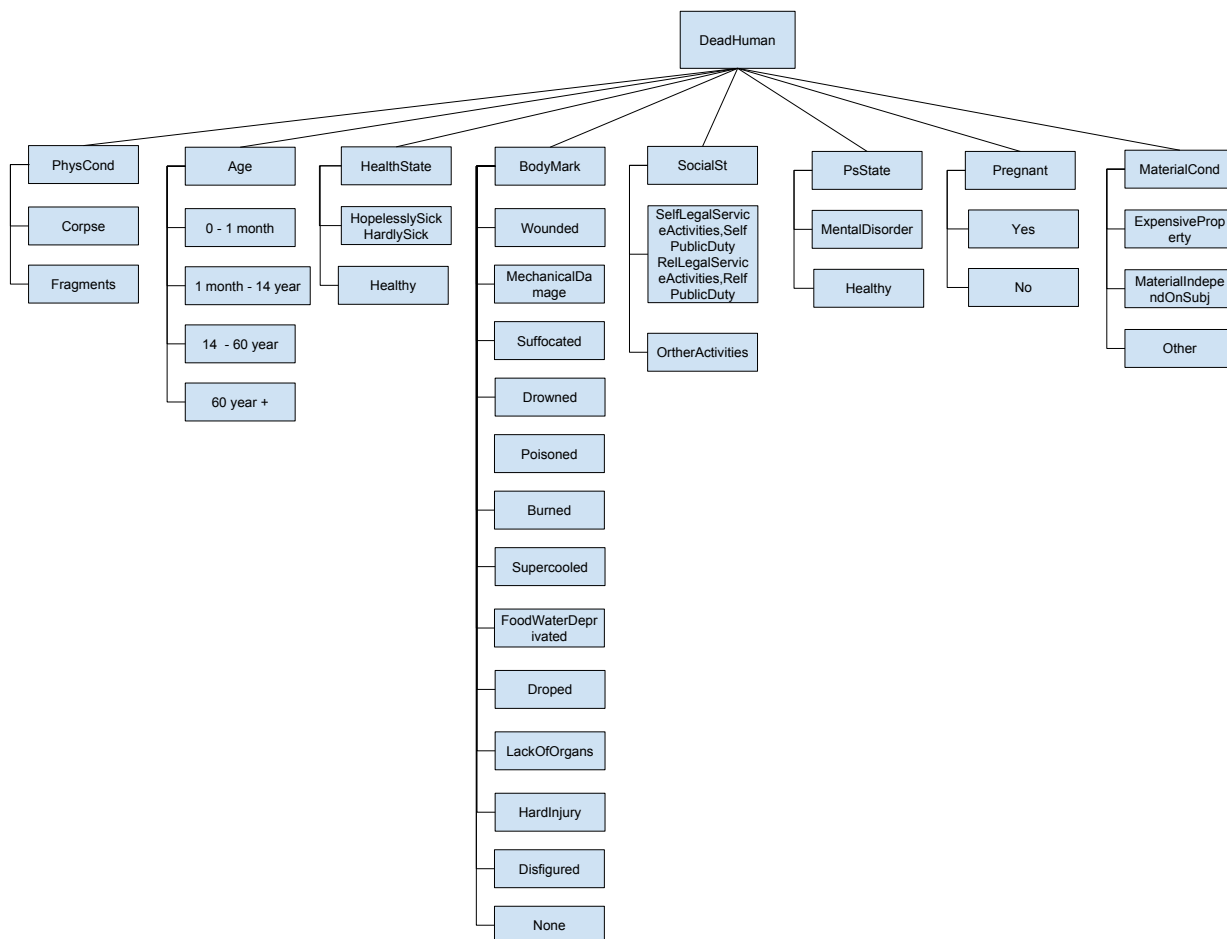 DeadHuman
PhysCond
Corpse
Fragments
Age
0 - 1 month
1 month - 14 year
14 - 60 year
60 year +
HealthState
HopelesslySick
HardlySick
Healthy
BodyMark
Wounded
MechanicalDa
mage
Suffocated
Drowned
Poisoned
Burned
Supercooled
FoodWaterDepr
ivated
Droped
LackOfOrgans
HardInjury
Disfigured
None
SocialSt
SelfLegalServic
eActivities,Self
PublicDuty
RelLegalServic
eActivities,Relf
PublicDuty
OrtherActivities
PsState
MentalDisorder
Healthy
Pregnant
Yes
No
MaterialCond
ExpensiveProp
erty
MaterialIndepe
ndOnSubj
Other